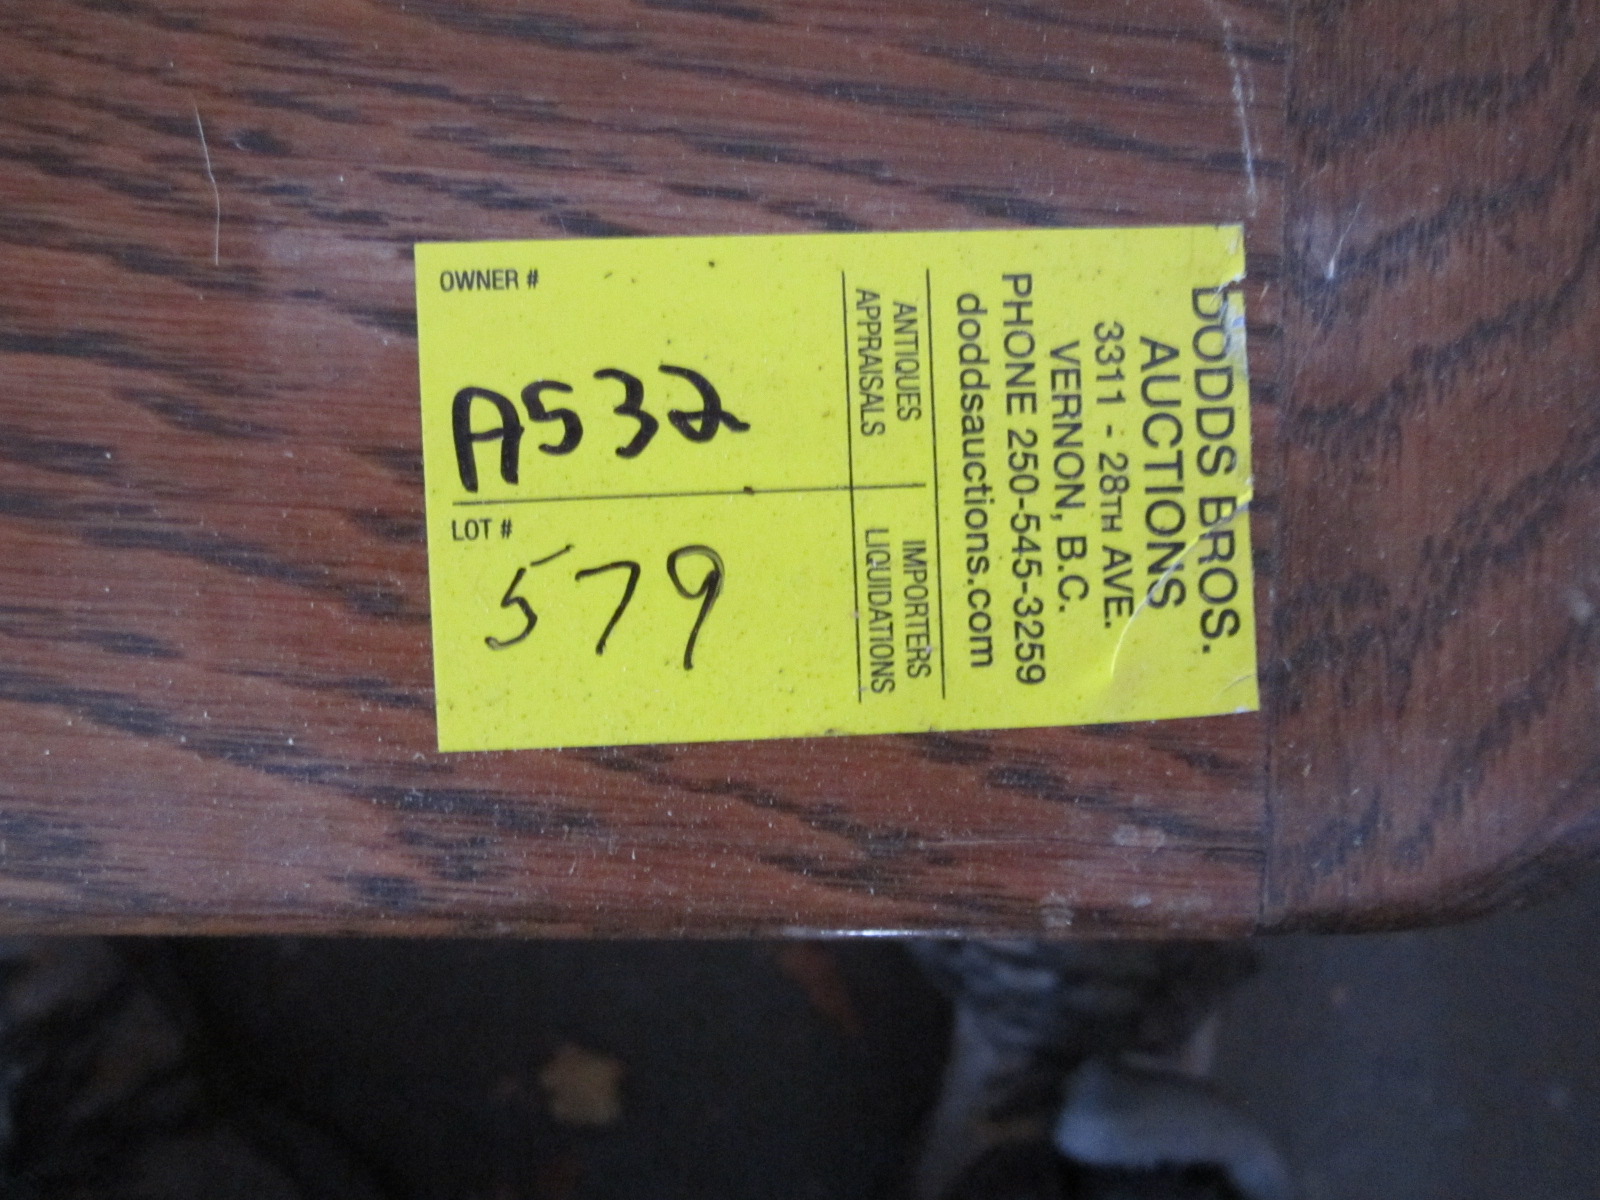 DODDS BROS.
AUCTIONS
3311 - 28TH AVE.
VERNON, B.C.
PHONE 250-545-3259
doddsauctions.com
ANTIQUES IMPORTERS
APPRAISALS LIQUIDATIONS
OWNER #
A532
LOT #
579